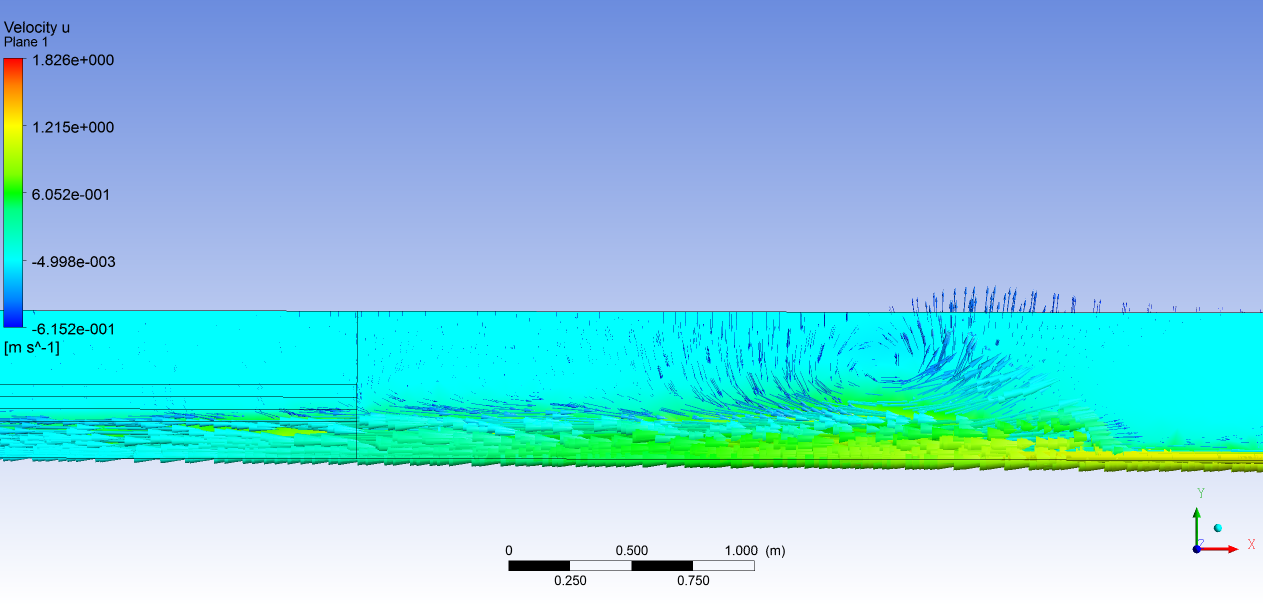 Velocity u
Plane 1
1.826e+000
1.215e+000
6.052e-001
-4.998e-003
-6.152e-001
[m s^-1]
0 0.500 1.000 (m)
0.250 0.750
Y
Z X